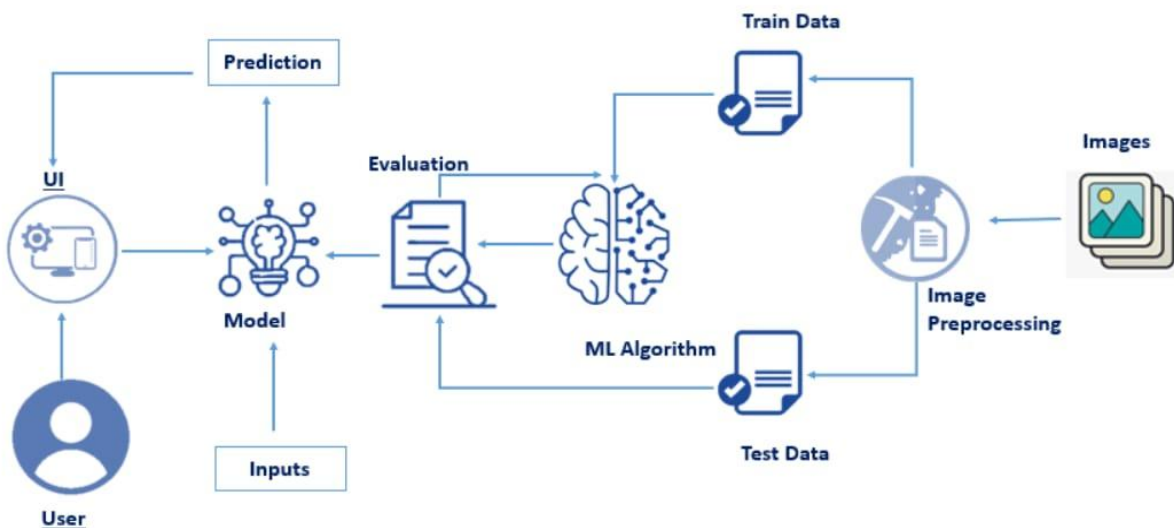 Train Data
Prediction
Images
Evaluation
UI
Image
Preprocessing
Model
ML Algorithm
Test Data
Inputs
User